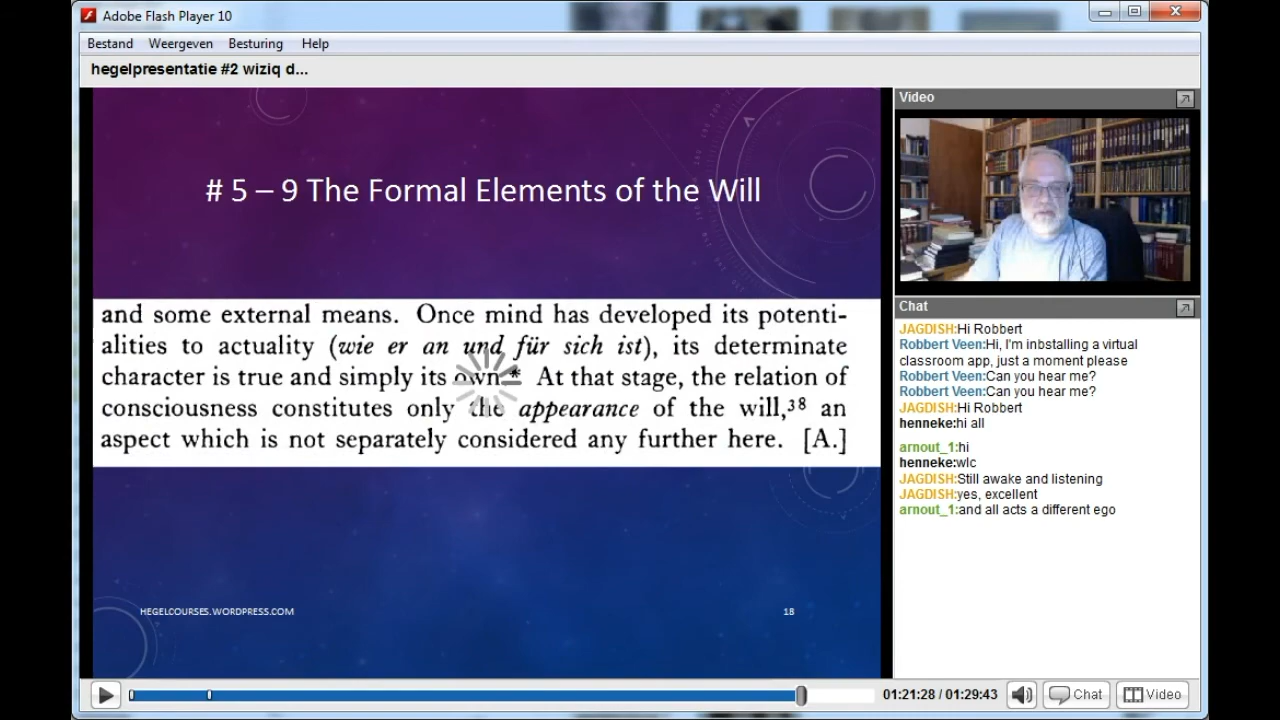 Adobe Flash Player 10
Bestand Weergeven Besturing Help
hegelpresentatie #2 wiziq d...
# 5 – 9 The Formal Elements of the Will
and some external means. Once mind has developed its potenti-
alities to actuality (wie er an und für sich ist), its determinate
character is true and simply its own.* At that stage, the relation of
consciousness constitutes only the appearance of the will,³⁸ an
aspect which is not separately considered any further here. [A.]
HEGELCOURSES.WORDPRESS.COM
18
Video
Chat
JAGDISH:Hi Robbert
Robbert Veen:Hi, I'm inbstalling a virtual
classroom app, just a moment please
Robbert Veen:Can you hear me?
Robbert Veen:Can you hear me?
JAGDISH:Hi Robbert
henneke:hi all
arnout_1:hi
henneke:wlc
JAGDISH:Still awake and listening
JAGDISH:yes, excellent
arnout_1:and all acts a different ego
01:21:28 / 01:29:43
Chat
Video